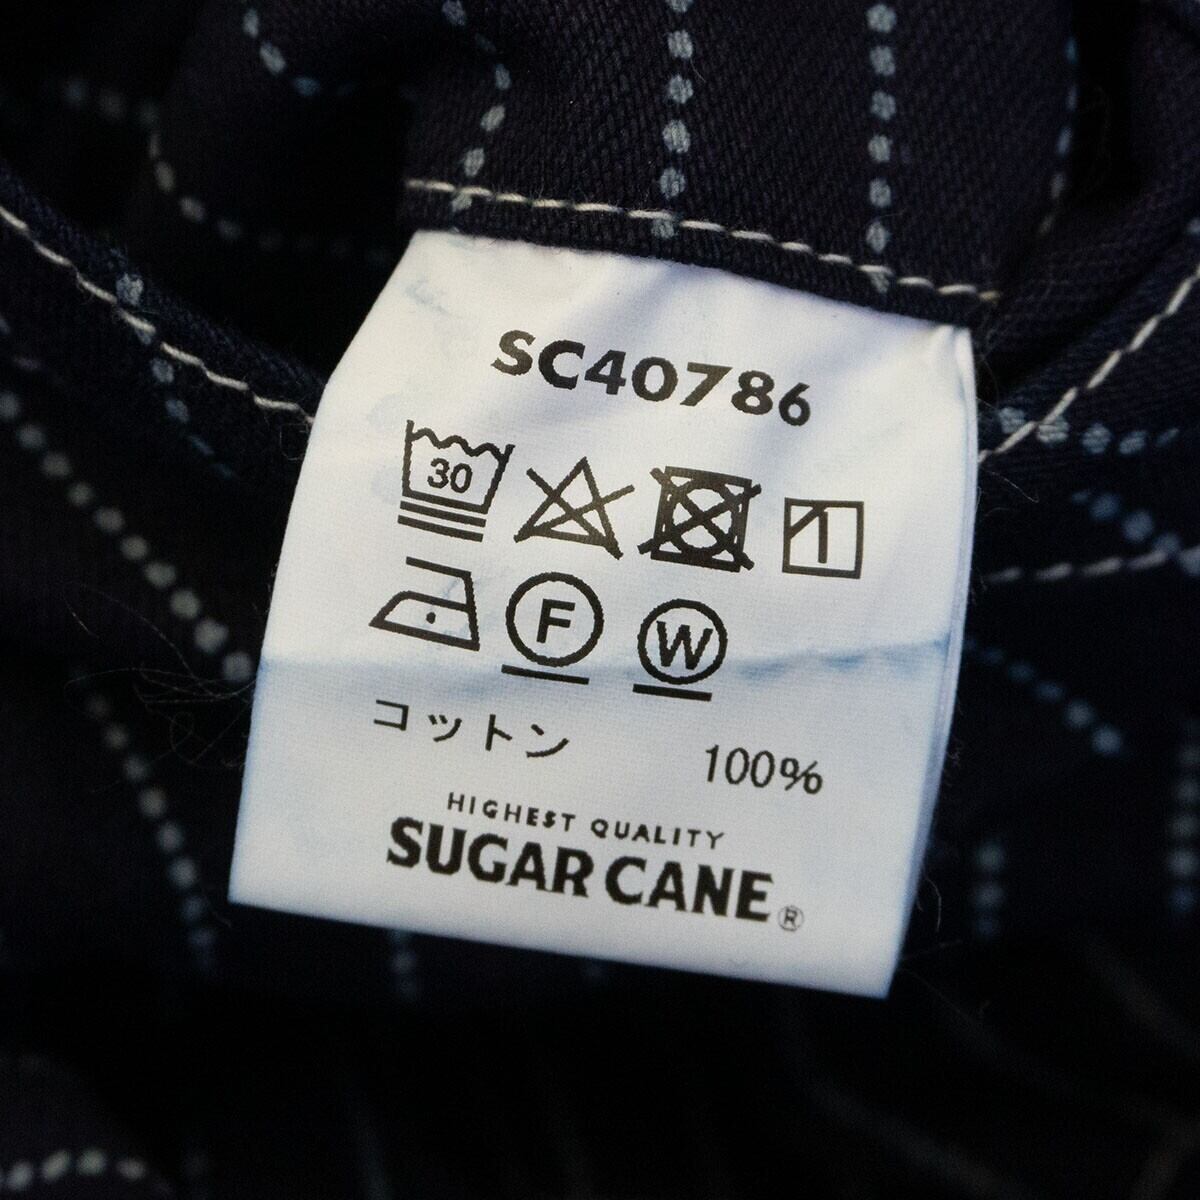 SC40786
30
F W
コットン 100%
HIGHEST QUALITY
SUGAR CANE ®